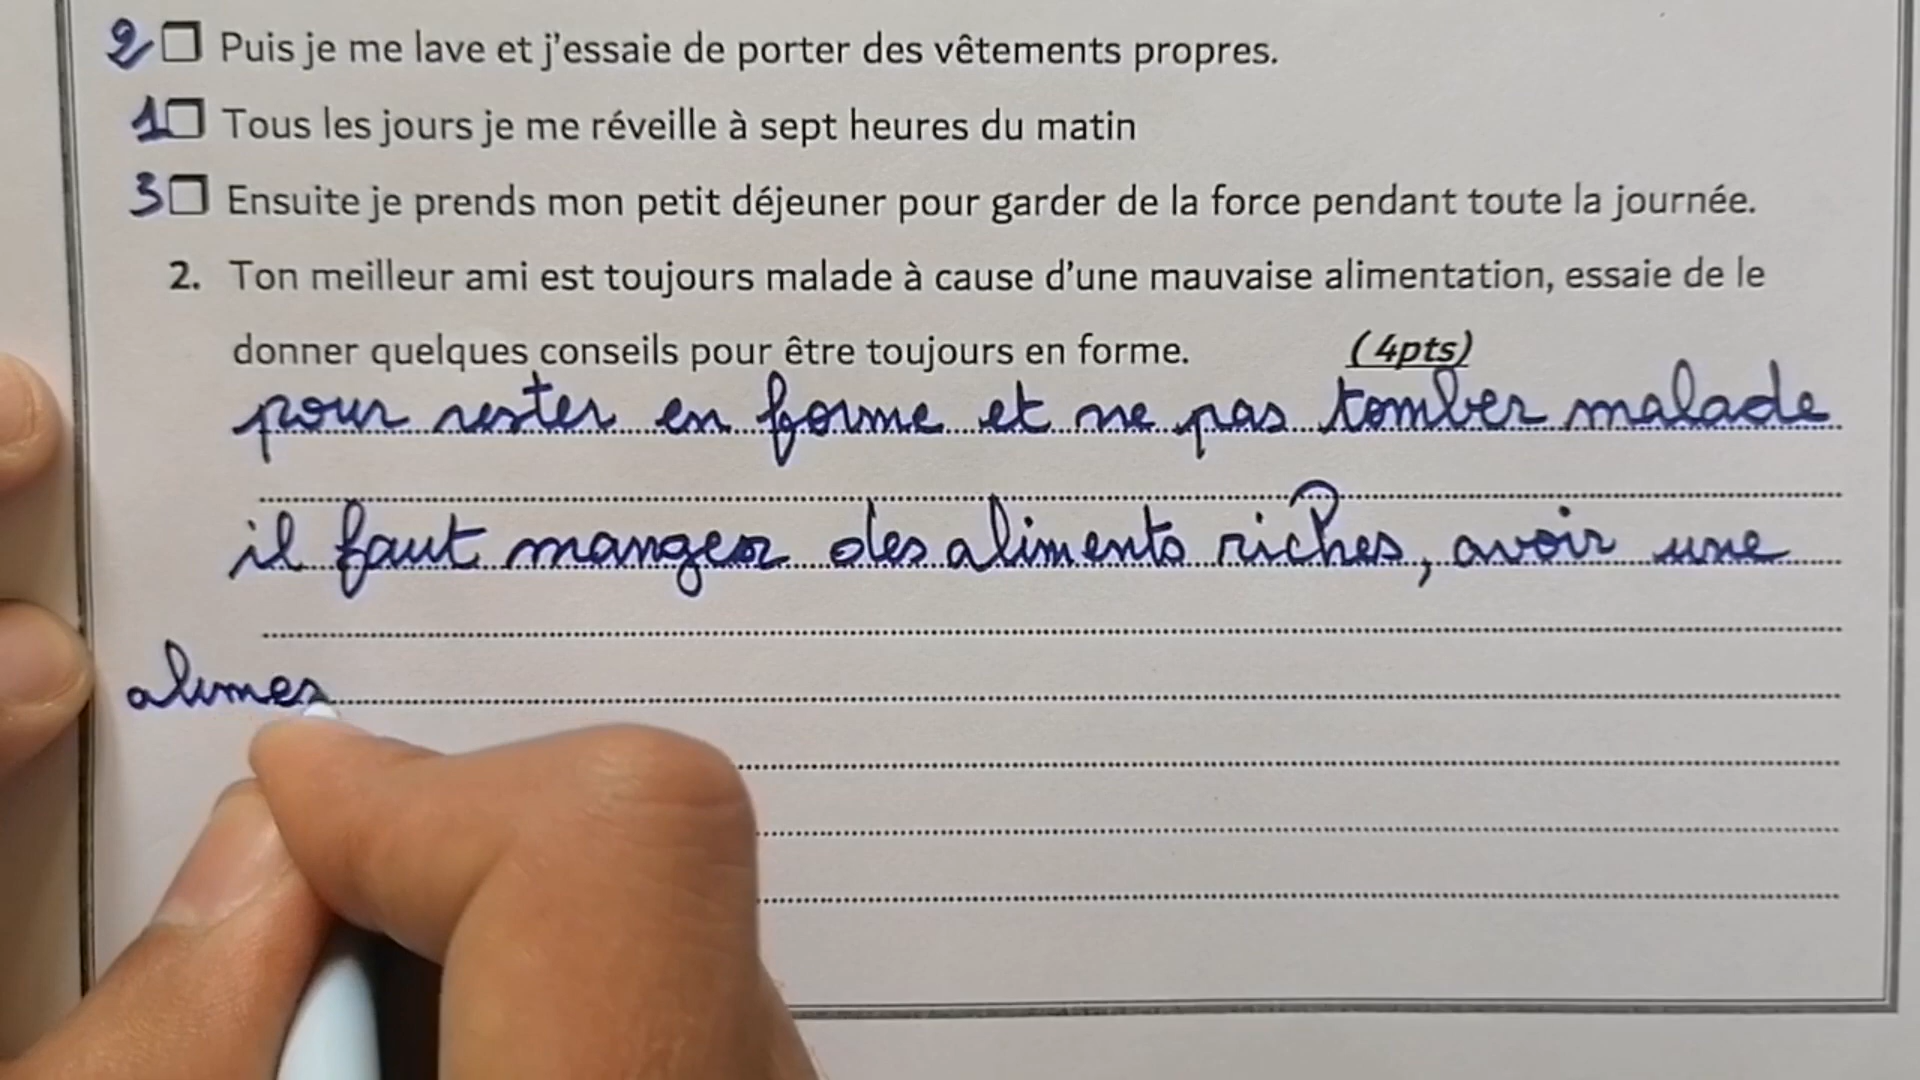 2 Puis je me lave et j'essaie de porter des vêtements propres.
1 Tous les jours je me réveille à sept heures du matin
3 Ensuite je prends mon petit déjeuner pour garder de la force pendant toute la journée.
2. Ton meilleur ami est toujours malade à cause d'une mauvaise alimentation, essaie de le
donner quelques conseils pour être toujours en forme. (4pts)
pour rester en forme et ne pas tomber malade
il faut manger des aliments riches, avoir une
alimen